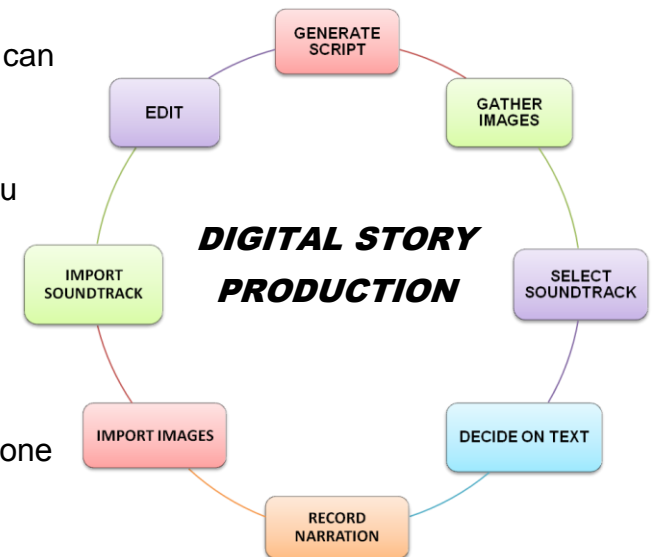 can
u
one
GENERATE
SCRIPT
GATHER
IMAGES
SELECT
SOUNDTRACK
DECIDE ON TEXT
RECORD
NARRATION
IMPORT IMAGES
IMPORT
SOUNDTRACK
EDIT
DIGITAL STORY
PRODUCTION